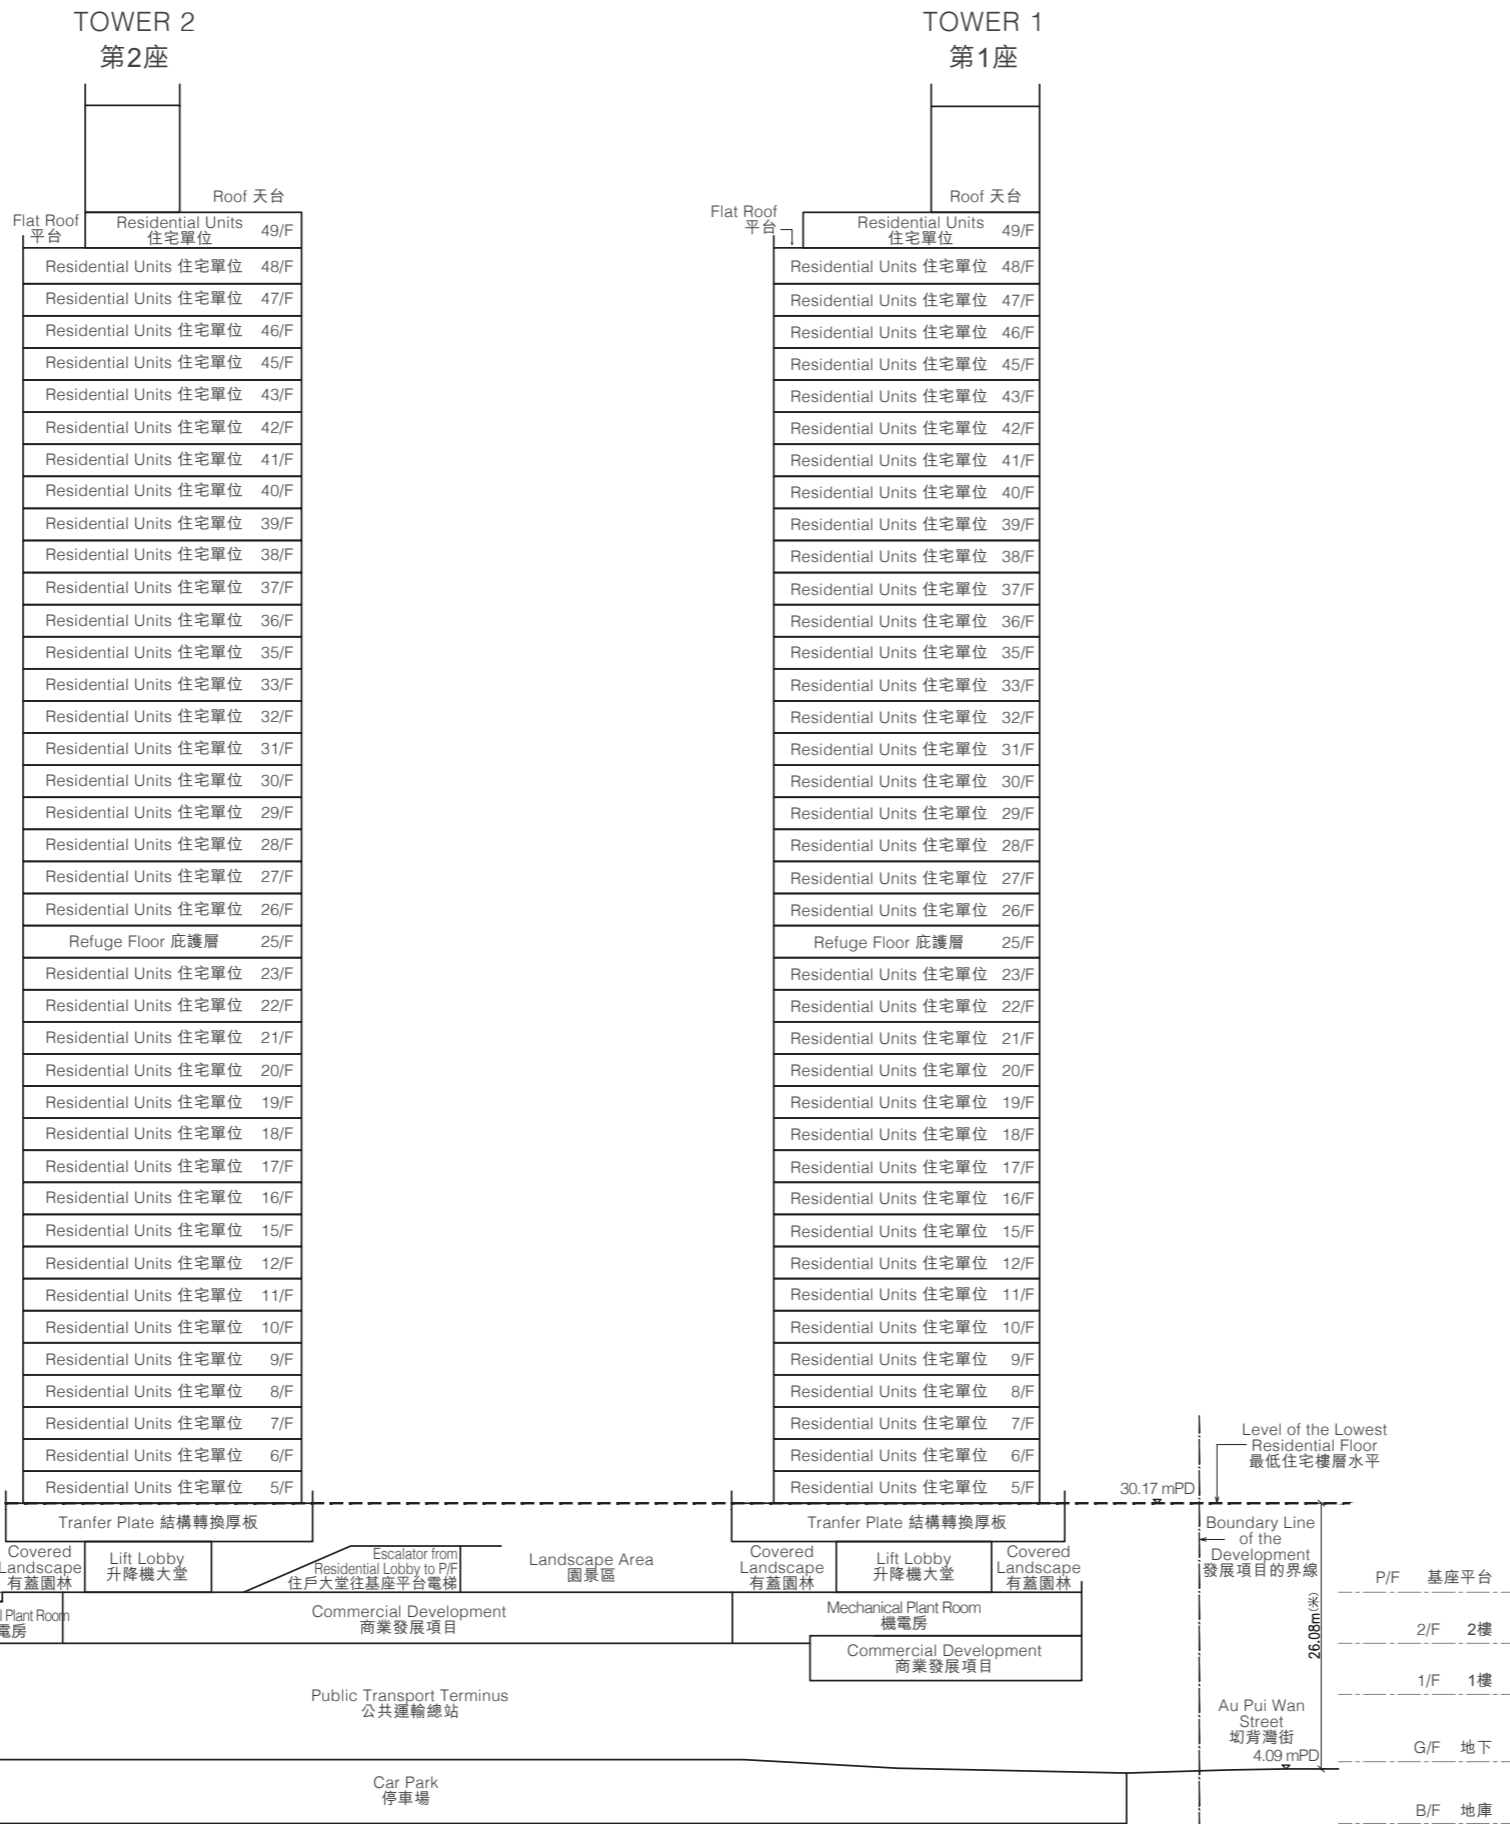 TOWER 2
第2座
TOWER 1
第1座
Roof 天台
Flat Roof
平台
Residential Units
住宅單位
49/F
Residential Units 住宅單位 48/F
Residential Units 住宅單位 47/F
Residential Units 住宅單位 46/F
Residential Units 住宅單位 45/F
Residential Units 住宅單位 43/F
Residential Units 住宅單位 42/F
Residential Units 住宅單位 41/F
Residential Units 住宅單位 40/F
Residential Units 住宅單位 39/F
Residential Units 住宅單位 38/F
Residential Units 住宅單位 37/F
Residential Units 住宅單位 36/F
Residential Units 住宅單位 35/F
Residential Units 住宅單位 33/F
Residential Units 住宅單位 32/F
Residential Units 住宅單位 31/F
Residential Units 住宅單位 30/F
Residential Units 住宅單位 29/F
Residential Units 住宅單位 28/F
Residential Units 住宅單位 27/F
Residential Units 住宅單位 26/F
Refuge Floor 庇護層 25/F
Residential Units 住宅單位 23/F
Residential Units 住宅單位 22/F
Residential Units 住宅單位 21/F
Residential Units 住宅單位 20/F
Residential Units 住宅單位 19/F
Residential Units 住宅單位 18/F
Residential Units 住宅單位 17/F
Residential Units 住宅單位 16/F
Residential Units 住宅單位 15/F
Residential Units 住宅單位 12/F
Residential Units 住宅單位 11/F
Residential Units 住宅單位 10/F
Residential Units 住宅單位 9/F
Residential Units 住宅單位 8/F
Residential Units 住宅單位 7/F
Residential Units 住宅單位 6/F
Residential Units 住宅單位 5/F
Tranfer Plate 結構轉換厚板
Roof 天台
Flat Roof
平台
Residential Units
住宅單位
49/F
Residential Units 住宅單位 48/F
Residential Units 住宅單位 47/F
Residential Units 住宅單位 46/F
Residential Units 住宅單位 45/F
Residential Units 住宅單位 43/F
Residential Units 住宅單位 42/F
Residential Units 住宅單位 41/F
Residential Units 住宅單位 40/F
Residential Units 住宅單位 39/F
Residential Units 住宅單位 38/F
Residential Units 住宅單位 37/F
Residential Units 住宅單位 36/F
Residential Units 住宅單位 35/F
Residential Units 住宅單位 33/F
Residential Units 住宅單位 32/F
Residential Units 住宅單位 31/F
Residential Units 住宅單位 30/F
Residential Units 住宅單位 29/F
Residential Units 住宅單位 28/F
Residential Units 住宅單位 27/F
Residential Units 住宅單位 26/F
Refuge Floor 庇護層 25/F
Residential Units 住宅單位 23/F
Residential Units 住宅單位 22/F
Residential Units 住宅單位 21/F
Residential Units 住宅單位 20/F
Residential Units 住宅單位 19/F
Residential Units 住宅單位 18/F
Residential Units 住宅單位 17/F
Residential Units 住宅單位 16/F
Residential Units 住宅單位 15/F
Residential Units 住宅單位 12/F
Residential Units 住宅單位 11/F
Residential Units 住宅單位 10/F
Residential Units 住宅單位 9/F
Residential Units 住宅單位 8/F
Residential Units 住宅單位 7/F
Residential Units 住宅單位 6/F
Residential Units 住宅單位 5/F
Tranfer Plate 結構轉換厚板
Level of the Lowest
Residential Floor
最低住宅樓層水平
30.17 mPD
Boundary Line
of the
Development
發展項目的界線
Covered
Landscape
有蓋園林
Lift Lobby
升降機大堂
Escalator from
Residential Lobby to P/F
住戶大堂往基座平台電梯
Landscape Area
園景區
Covered
Landscape
有蓋園林
Lift Lobby
升降機大堂
Covered
Landscape
有蓋園林
P/F 基座平台
Plant Room
電房
Commercial Development
商業發展項目
Mechanical Plant Room
機電房
2/F 2樓
26.08m(米)
Commercial Development
商業發展項目
1/F 1樓
Public Transport Terminus
公共運輸總站
Au Pui Wan
Street
坳背灣街
4.09 mPD
G/F 地下
Car Park
停車場
B/F 地庫